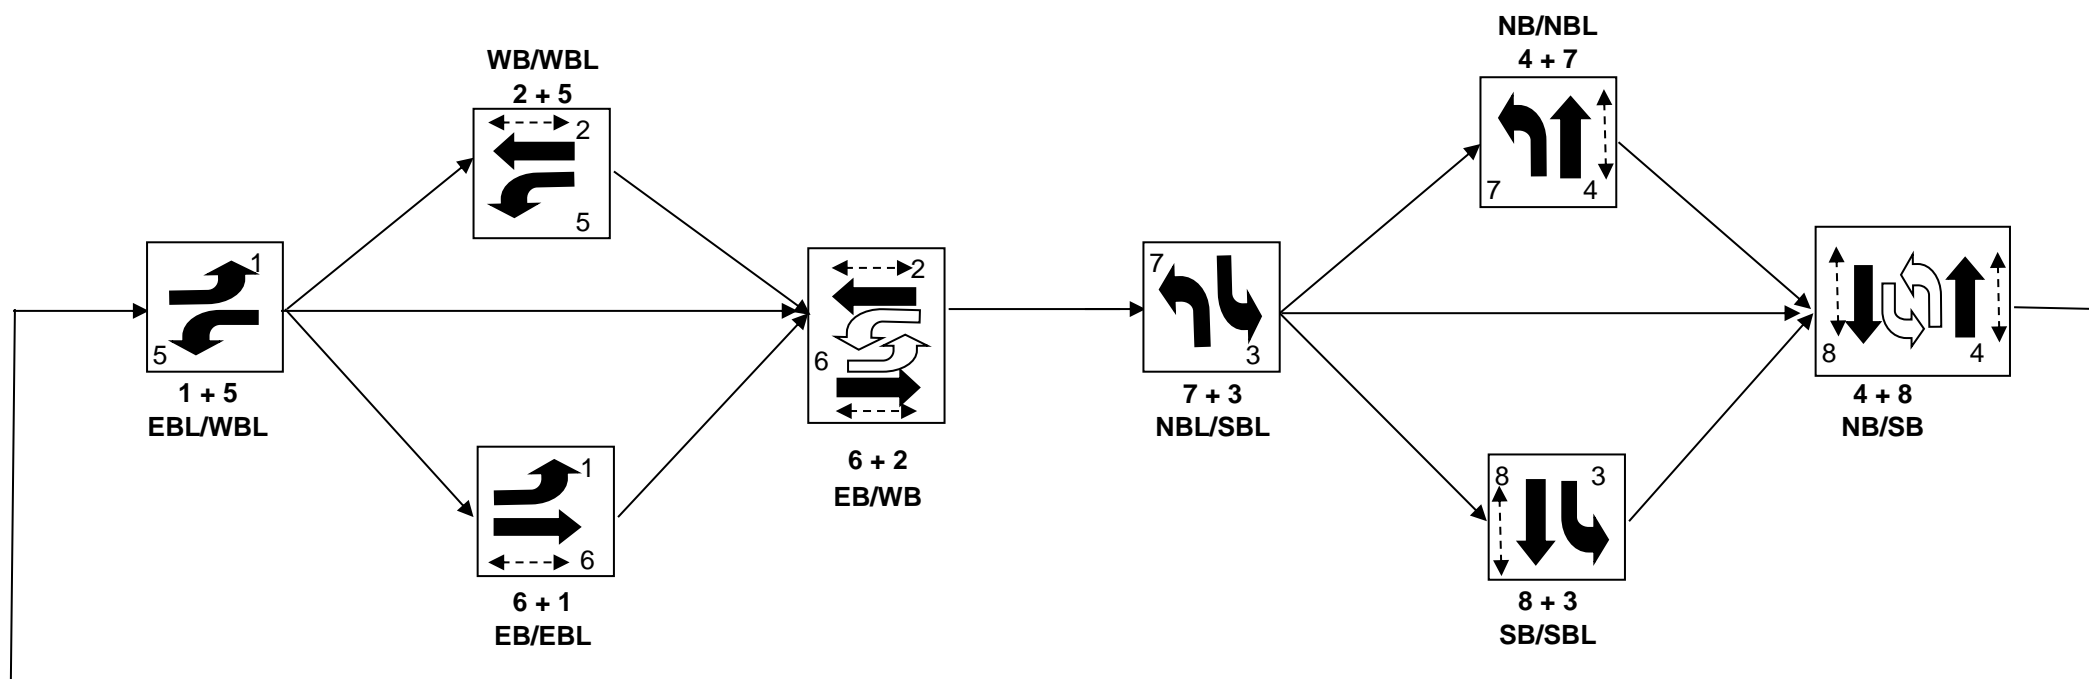 WB/WBL
2 + 5
2
5
1
5
1 + 5
EBL/WBL
1
6
6 + 1
EB/EBL
2
6
6 + 2
EB/WB
7
3
7 + 3
NBL/SBL
NB/NBL
4 + 7
7
4
8
3
8 + 3
SB/SBL
8
4
4 + 8
NB/SB